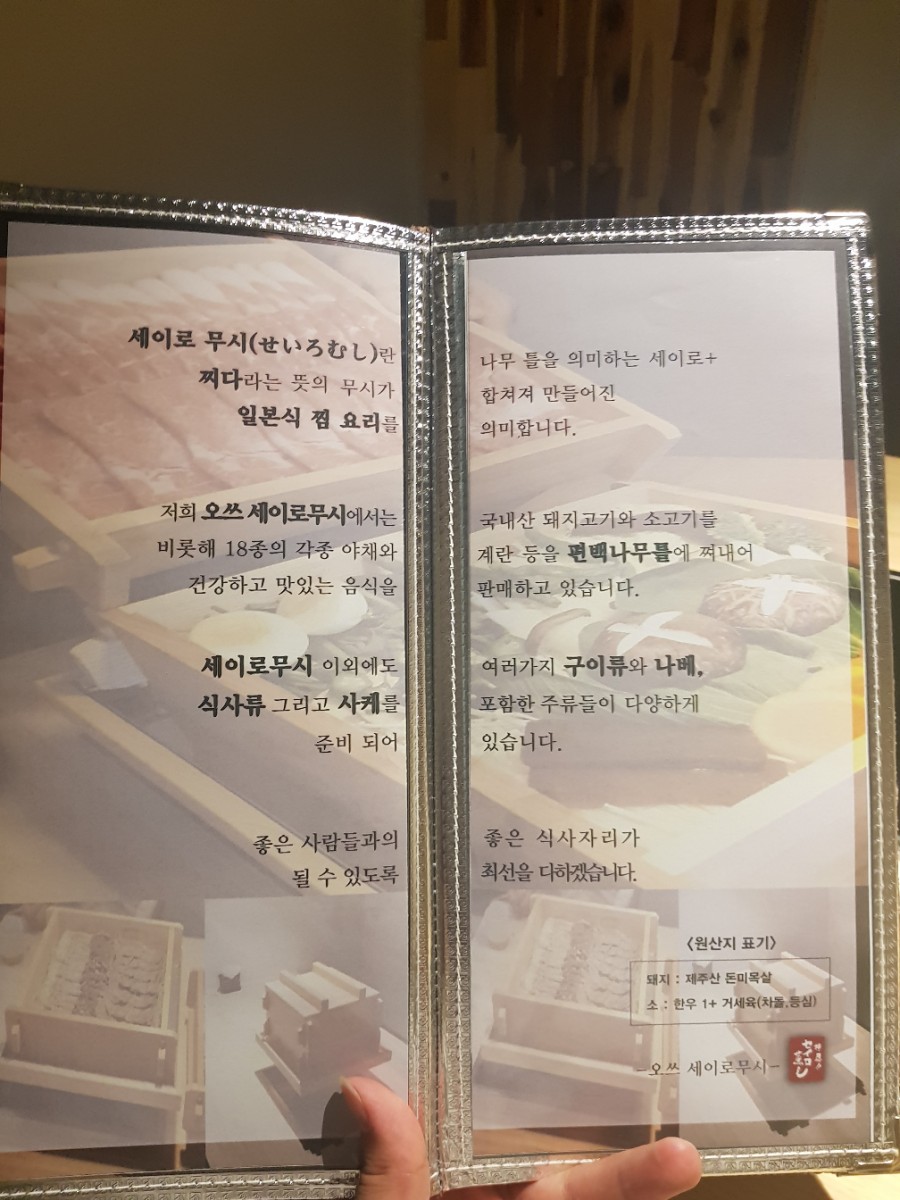 세이로 무시(せいろむし)란 나무 틀을 의미하는 세이로+
찌다라는 뜻의 무시가 합쳐져 만들어진
일본식 찜 요리를 의미합니다.
저희 오쓰 세이로무시에서는 국내산 돼지고기와 소고기를
비롯해 18종의 각종 야채와 계란 등을 편백나무틀에 쪄내어
건강하고 맛있는 음식을 판매하고 있습니다.
세이로무시 이외에도 여러가지 구이류와 나베,
식사류 그리고 사케를 포함한 주류들이 다양하게
준비 되어 있습니다.
좋은 사람들과의 좋은 식사자리가
될 수 있도록 최선을 다하겠습니다.
<원산지 표기>
돼지 : 제주산 돈미목살
소 : 한우 1+ 거세육(차돌,등심)
-오쓰 세이로무시-
セイロ蒸し